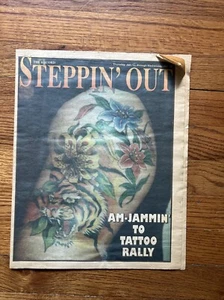 STEPPIN' OUT
AM-JAMMIN'
TO
TATTOO
RALLY